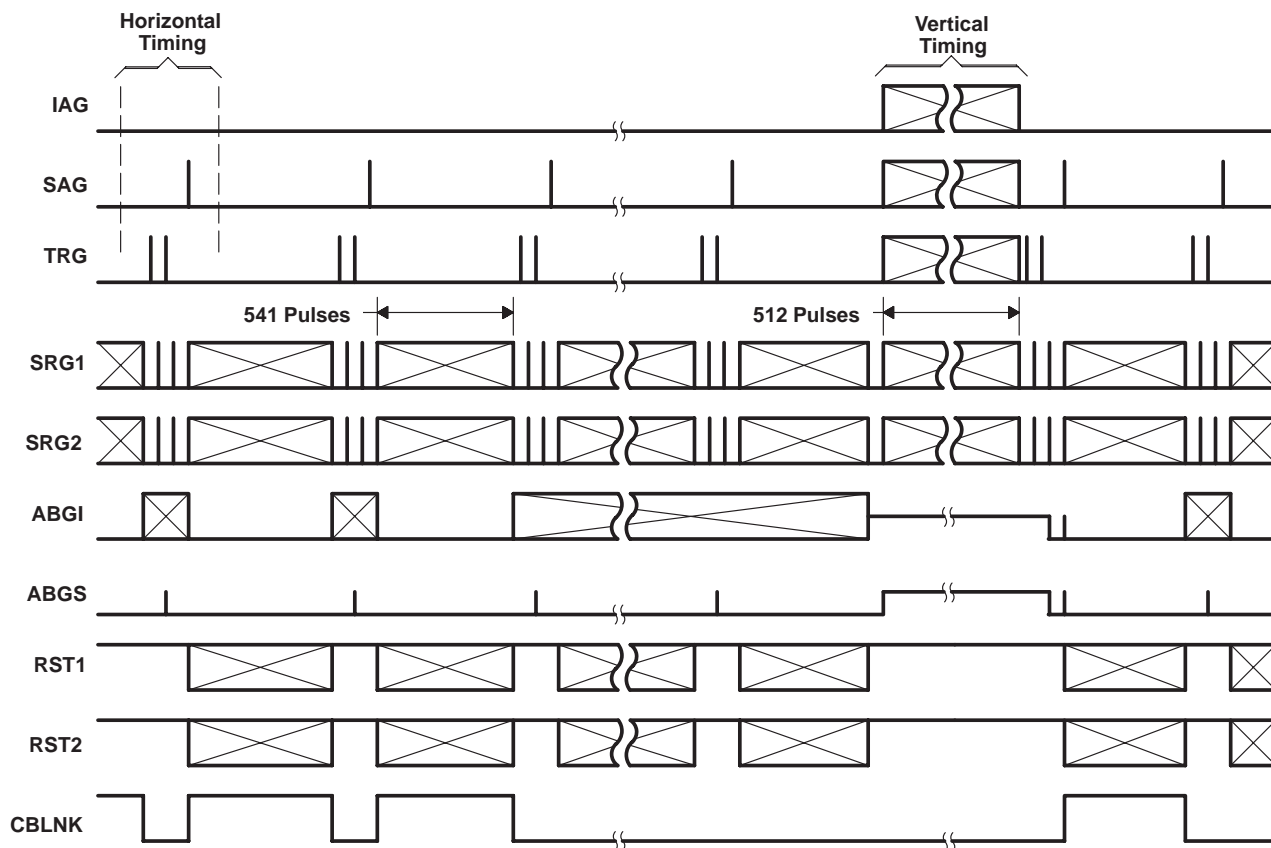 Horizontal
Timing
Vertical
Timing
IAG
SAG
TRG
541 Pulses
512 Pulses
SRG1
SRG2
ABGI
ABGS
RST1
RST2
CBLNK